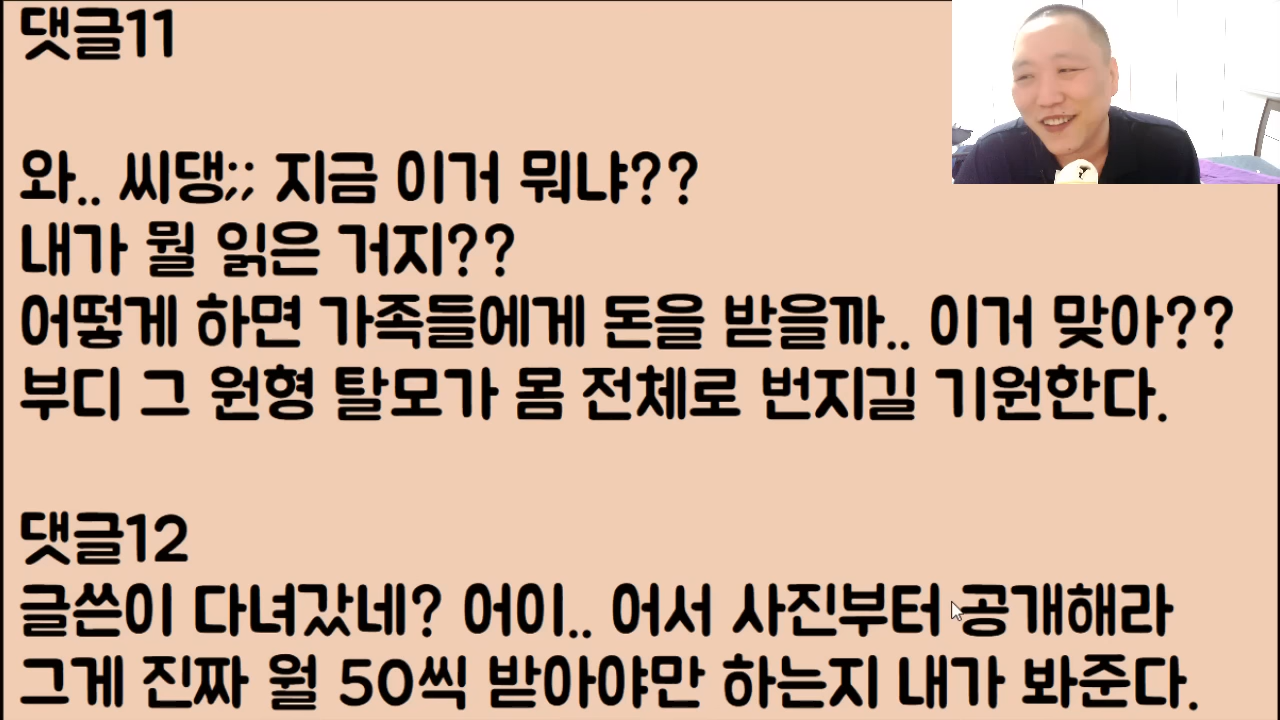 댓글11
와.. 씨댕;; 지금 이거 뭐냐??
내가 뭘 읽은 거지??
어떻게 하면 가족들에게 돈을 받을까.. 이거 맞아??
부디 그 원형 탈모가 몸 전체로 번지길 기원한다.
댓글12
글쓴이 다녀갔네? 어이.. 어서 사진부터 공개해라
그게 진짜 월 50씩 받아야만 하는지 내가 봐준다.